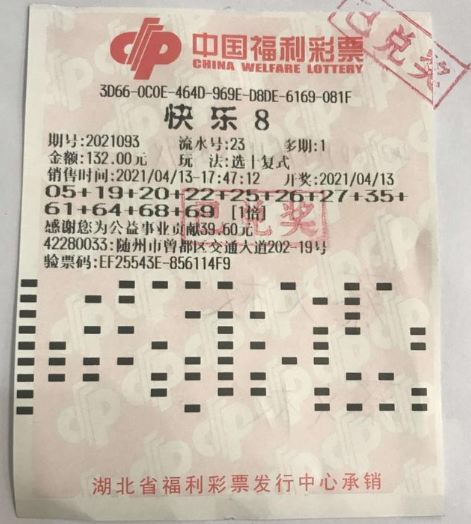 已兑奖
中国福利彩票
CHINA WELFARE LOTTERY
3D66-0C0E-464D-969E-D8DE-6169-081F
快乐8
期号:2021093 流水号:23 多期:1
金额:132.00元 玩 法:选十复式
销售时间:2021/04/13-17:47:12 开奖:2021/04/13
05+19+20+22+25+26+27+35+
61+64+68+69 [1倍]
已兑奖
感谢您为公益事业贡献39.60元
42280033:随州市曾都区交通大道202-19号
验票码:EF25543E-856114F9
湖北省福利彩票发行中心承销